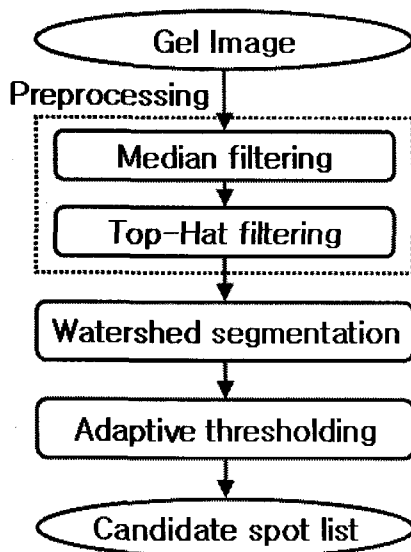 Gel Image
Preprocessing
Median filtering
Top-Hat filtering
Watershed segmentation
Adaptive thresholding
Candidate spot list